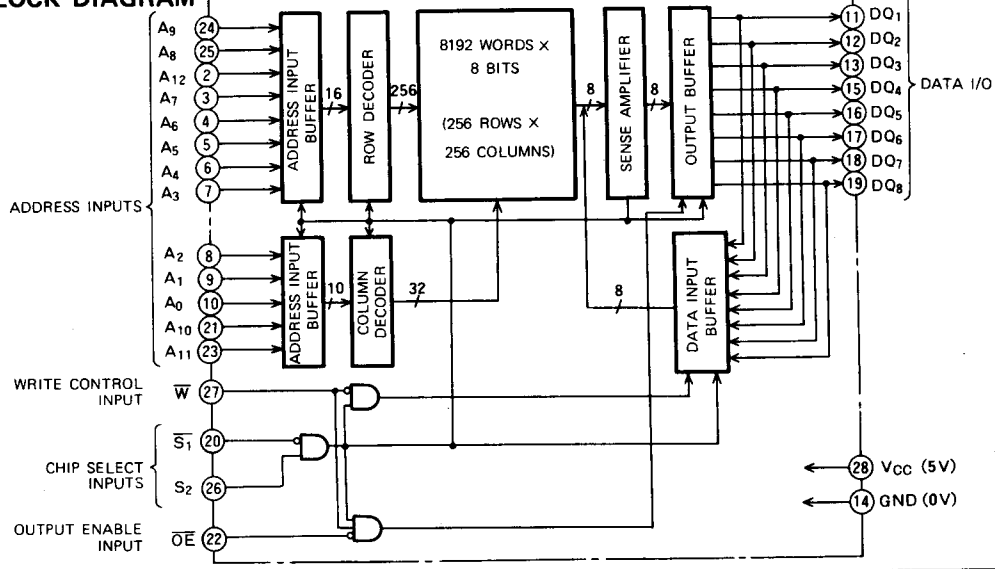 BLOCK DIAGRAM
A9 24
A8 25
A12 2
A7 3
A6 4
A5 5
A4 6
A3 7
ADDRESS INPUTS
A2 8
A1 9
A0 10
A10 21
A11 23
ADDRESS INPUT
BUFFER
16
ROW DECODER
256
8192 WORDS ×
8 BITS
(256 ROWS ×
256 COLUMNS)
8
SENSE AMPLIFIER
8
OUTPUT BUFFER
11 DQ1
12 DQ2
13 DQ3
15 DQ4
16 DQ5
17 DQ6
18 DQ7
19 DQ8
DATA I/O
ADDRESS INPUT
BUFFER
10
COLUMN
DECODER
32
8
DATA INPUT
BUFFER
WRITE CONTROL
INPUT
W̅ 27
CHIP SELECT
INPUTS
S̅1 20
S2 26
OUTPUT ENABLE
INPUT
O̅E̅ 22
28 VCC (5V)
14 GND (0V)